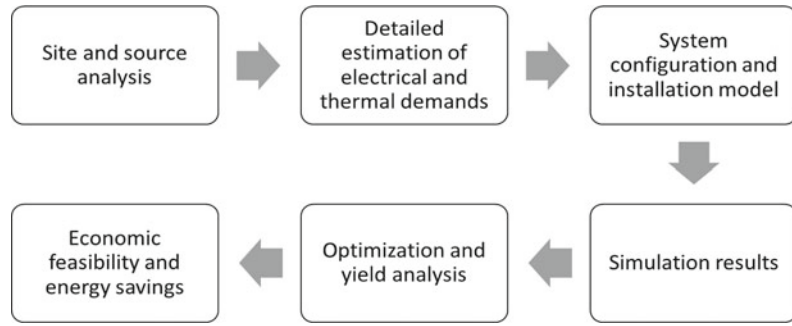 Site and source
analysis
Detailed
estimation of
electrical and
thermal demands
System
configuration and
installation model
Simulation results
Optimization and
yield analysis
Economic
feasibility and
energy savings